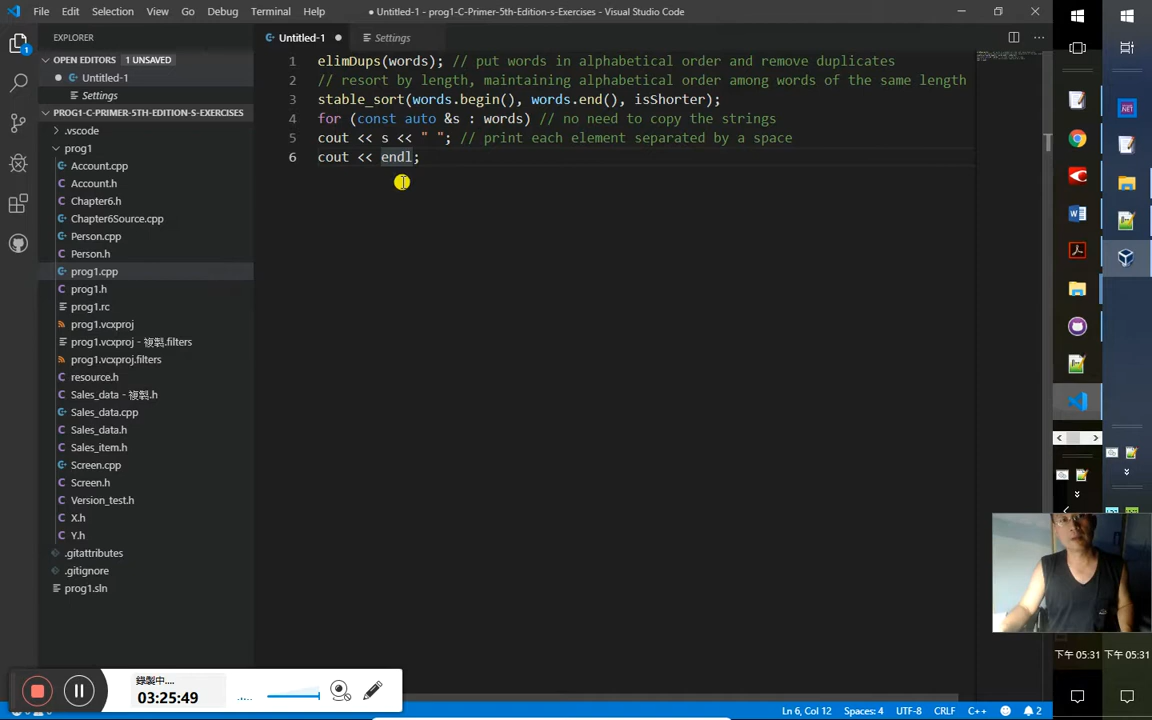 File Edit Selection View Go Debug Terminal Help
● Untitled-1 - prog1-C-Primer-5th-Edition-s-Exercises - Visual Studio Code
EXPLORER
OPEN EDITORS 1 UNSAVED
Untitled-1
Settings
PROG1-C-PRIMER-5TH-EDITION-S-EXERCISES
.vscode
prog1
Account.cpp
Account.h
Chapter6.h
Chapter6Source.cpp
Person.cpp
Person.h
prog1.cpp
prog1.h
prog1.rc
prog1.vcxproj
prog1.vcxproj - 複製.filters
prog1.vcxproj.filters
resource.h
Sales_data - 複製.h
Sales_data.cpp
Sales_data.h
Sales_item.h
Screen.cpp
Screen.h
Version_test.h
X.h
Y.h
.gitattributes
.gitignore
prog1.sln
Untitled-1 ● Settings
1 elimDups(words); // put words in alphabetical order and remove duplicates
2 // resort by length, maintaining alphabetical order among words of the same length
3 stable_sort(words.begin(), words.end(), isShorter);
4 for (const auto &s : words) // no need to copy the strings
5 cout << s << " "; // print each element separated by a space
6 cout << endl;
錄製中....
03:25:49
Ln 6, Col 12 Spaces: 4 UTF-8 CRLF C++ 2
下午 05:31 下午 05:31